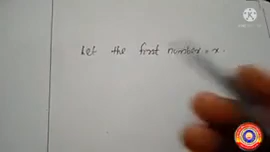 Let the first number = x.